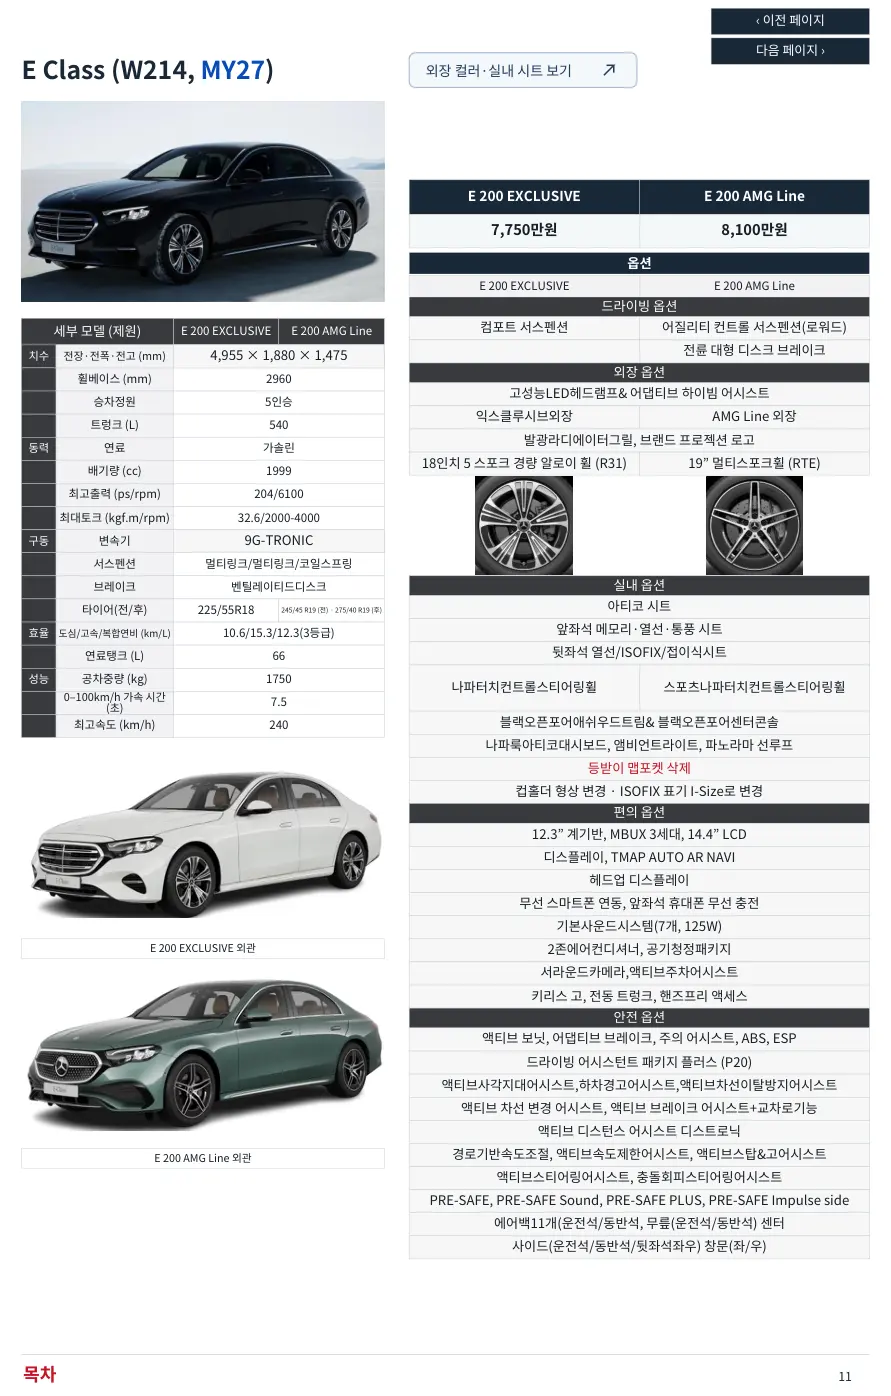 ‹ 이전 페이지
다음 페이지 ›
E Class (W214, MY27)
외장 컬러·실내 시트 보기
세부 모델 (제원) E 200 EXCLUSIVE E 200 AMG Line
치수 전장·전폭·전고 (mm) 4,955 × 1,880 × 1,475
휠베이스 (mm) 2960
승차정원 5인승
트렁크 (L) 540
동력 연료 가솔린
배기량 (cc) 1999
최고출력 (ps/rpm) 204/6100
최대토크 (kgf.m/rpm) 32.6/2000-4000
구동 변속기 9G-TRONIC
서스펜션 멀티링크/멀티링크/코일스프링
브레이크 벤틸레이티드디스크
타이어(전/후) 225/55R18 245/45 R19 (전) · 275/40 R19 (후)
효율 도심/고속/복합연비 (km/L) 10.6/15.3/12.3(3등급)
연료탱크 (L) 66
성능 공차중량 (kg) 1750
0–100km/h 가속 시간 (초) 7.5
최고속도 (km/h) 240
E 200 EXCLUSIVE 외관
E 200 AMG Line 외관
E 200 EXCLUSIVE E 200 AMG Line
7,750만원 8,100만원
옵션
E 200 EXCLUSIVE E 200 AMG Line
드라이빙 옵션
컴포트 서스펜션 어질리티 컨트롤 서스펜션(로워드)
전륜 대형 디스크 브레이크
외장 옵션
고성능LED헤드램프& 어댑티브 하이빔 어시스트
익스클루시브외장 AMG Line 외장
발광라디에이터그릴, 브랜드 프로젝션 로고
18인치 5 스포크 경량 알로이 휠 (R31) 19” 멀티스포크휠 (RTE)
실내 옵션
아티코 시트
앞좌석 메모리·열선·통풍 시트
뒷좌석 열선/ISOFIX/접이식시트
나파터치컨트롤스티어링휠 스포츠나파터치컨트롤스티어링휠
블랙오픈포어애쉬우드트림& 블랙오픈포어센터콘솔
나파룩아티코대시보드, 앰비언트라이트, 파노라마 선루프
등받이 맵포켓 삭제
컵홀더 형상 변경 · ISOFIX 표기 I-Size로 변경
편의 옵션
12.3” 계기반, MBUX 3세대, 14.4” LCD
디스플레이, TMAP AUTO AR NAVI
헤드업 디스플레이
무선 스마트폰 연동, 앞좌석 휴대폰 무선 충전
기본사운드시스템(7개, 125W)
2존에어컨디셔너, 공기청정패키지
서라운드카메라,액티브주차어시스트
키리스 고, 전동 트렁크, 핸즈프리 액세스
안전 옵션
액티브 보닛, 어댑티브 브레이크, 주의 어시스트, ABS, ESP
드라이빙 어시스턴트 패키지 플러스 (P20)
액티브사각지대어시스트,하차경고어시스트,액티브차선이탈방지어시스트
액티브 차선 변경 어시스트, 액티브 브레이크 어시스트+교차로기능
액티브 디스턴스 어시스트 디스트로닉
경로기반속도조절, 액티브속도제한어시스트, 액티브스탑&고어시스트
액티브스티어링어시스트, 충돌회피스티어링어시스트
PRE-SAFE, PRE-SAFE Sound, PRE-SAFE PLUS, PRE-SAFE Impulse side
에어백11개(운전석/동반석, 무릎(운전석/동반석) 센터
사이드(운전석/동반석/뒷좌석좌우) 창문(좌/우)
목차
11